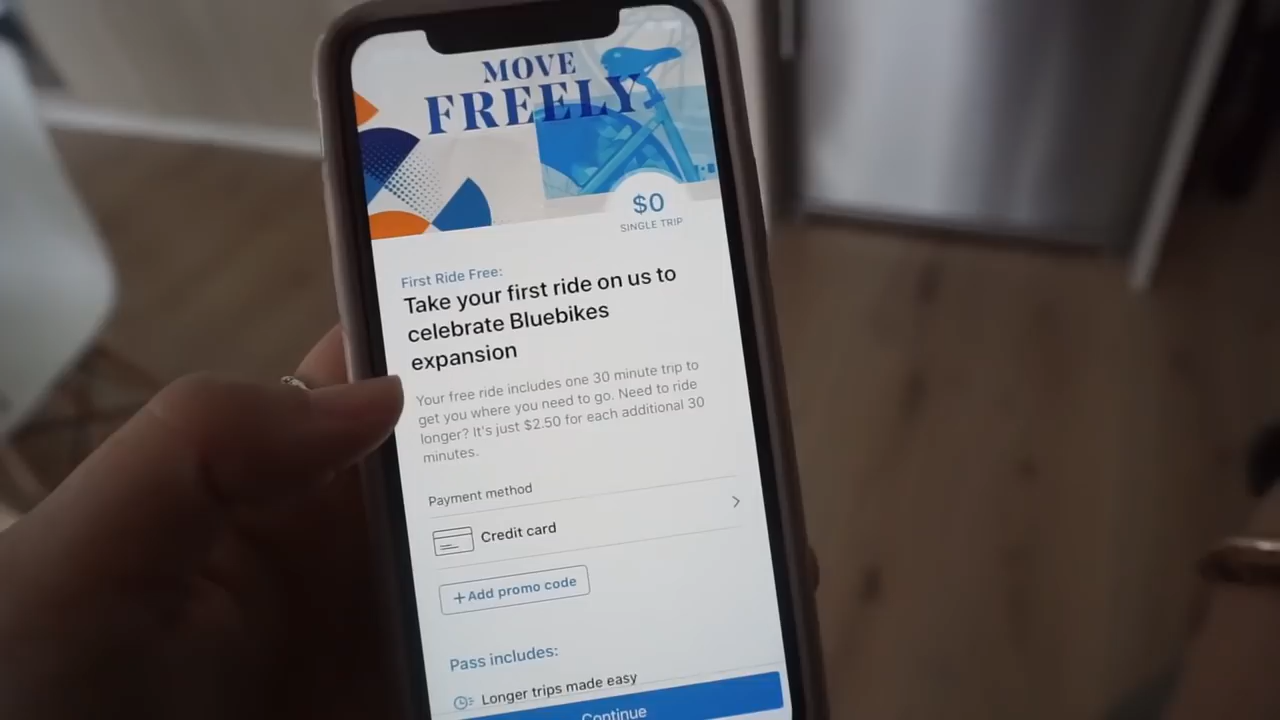 MOVE
FREELY
$0
SINGLE TRIP
First Ride Free:
Take your first ride on us to
celebrate Bluebikes
expansion
Your free ride includes one 30 minute trip to
get you where you need to go. Need to ride
longer? It's just $2.50 for each additional 30
minutes.
Payment method
Credit card
+Add promo code
Pass includes:
Longer trips made easy
Continue